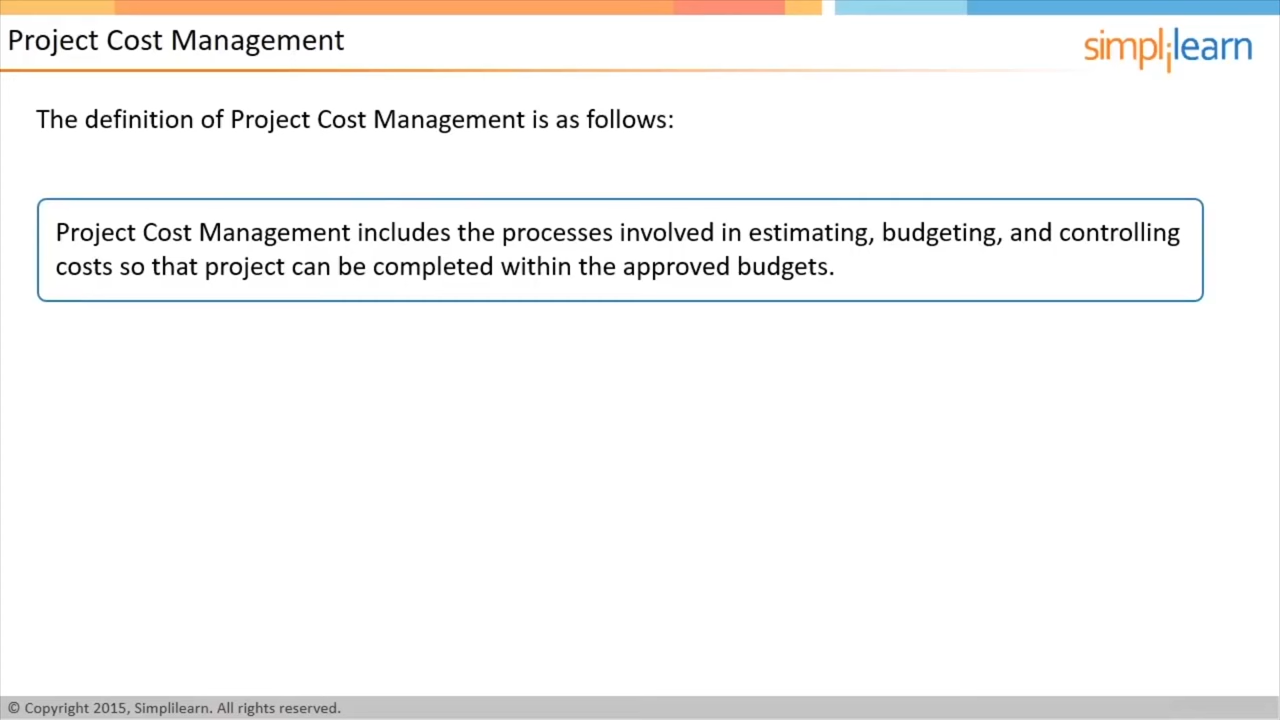 Project Cost Management
simplilearn
The definition of Project Cost Management is as follows:
Project Cost Management includes the processes involved in estimating, budgeting, and controlling
costs so that project can be completed within the approved budgets.
© Copyright 2015, Simplilearn. All rights reserved.